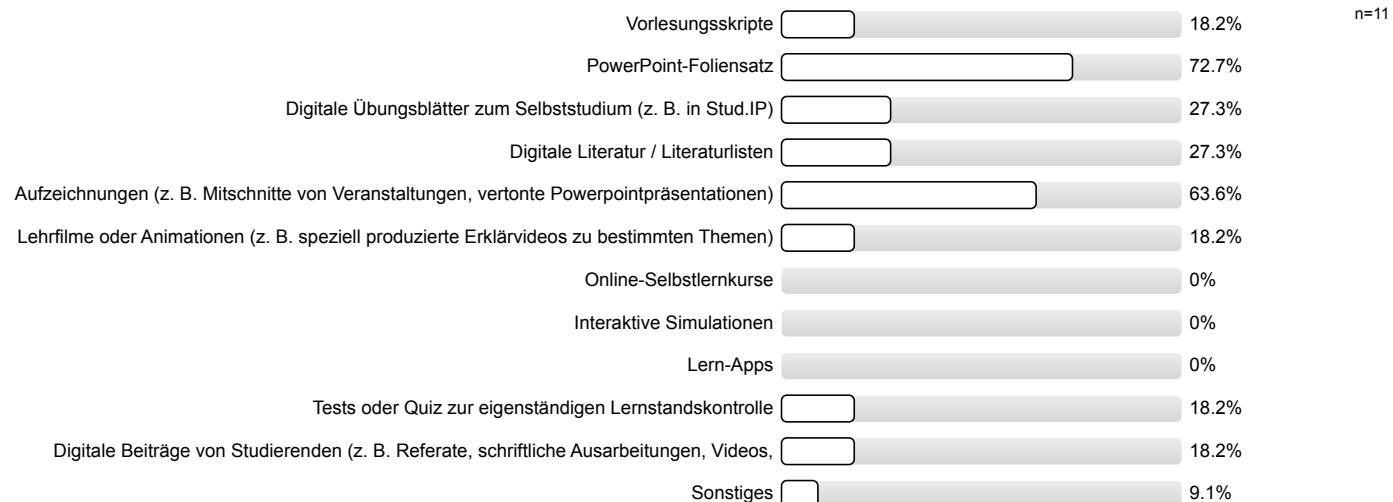 Vorlesungsskripte 18.2% n=11
PowerPoint-Foliensatz 72.7%
Digitale Übungsblätter zum Selbststudium (z. B. in Stud.IP) 27.3%
Digitale Literatur / Literaturlisten 27.3%
Aufzeichnungen (z. B. Mitschnitte von Veranstaltungen, vertonte Powerpointpräsentationen) 63.6%
Lehrfilme oder Animationen (z. B. speziell produzierte Erklärvideos zu bestimmten Themen) 18.2%
Online-Selbstlernkurse 0%
Interaktive Simulationen 0%
Lern-Apps 0%
Tests oder Quiz zur eigenständigen Lernstandskontrolle 18.2%
Digitale Beiträge von Studierenden (z. B. Referate, schriftliche Ausarbeitungen, Videos, 18.2%
Sonstiges 9.1%